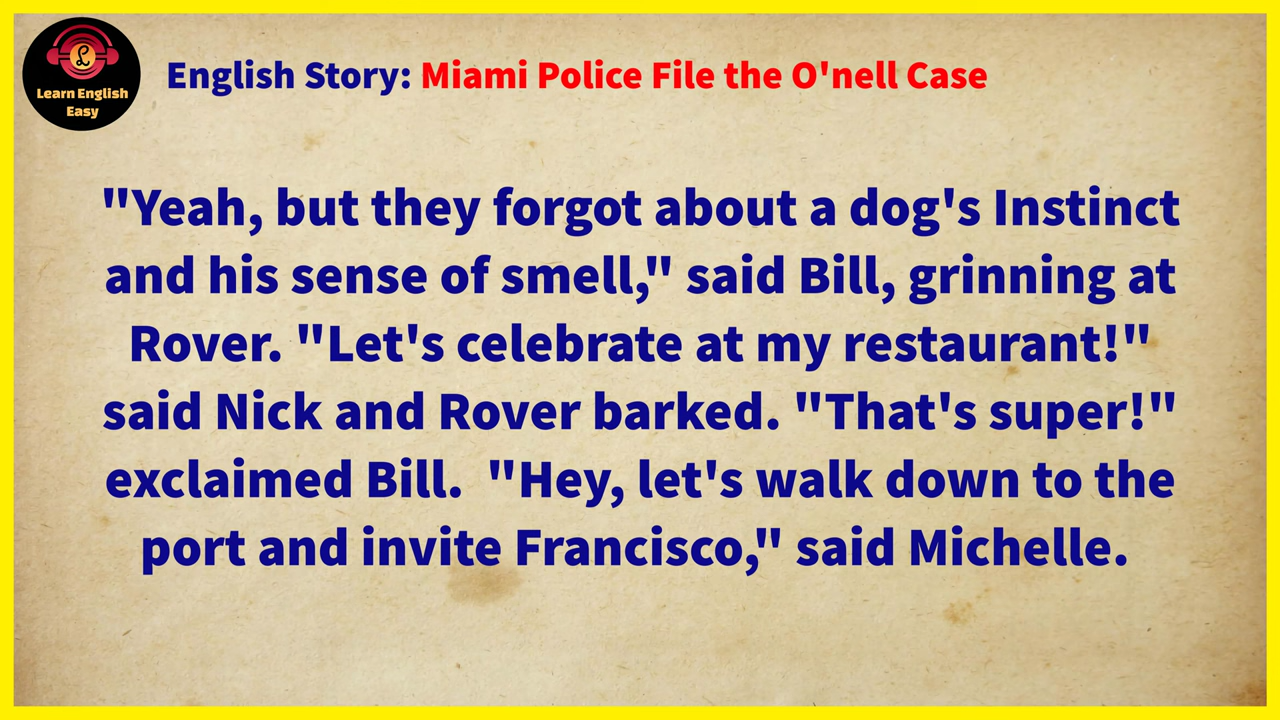 Learn English
Easy
English Story: Miami Police File the O'nell Case
"Yeah, but they forgot about a dog's Instinct
and his sense of smell," said Bill, grinning at
Rover. "Let's celebrate at my restaurant!"
said Nick and Rover barked. "That's super!"
exclaimed Bill.  "Hey, let's walk down to the
port and invite Francisco," said Michelle.